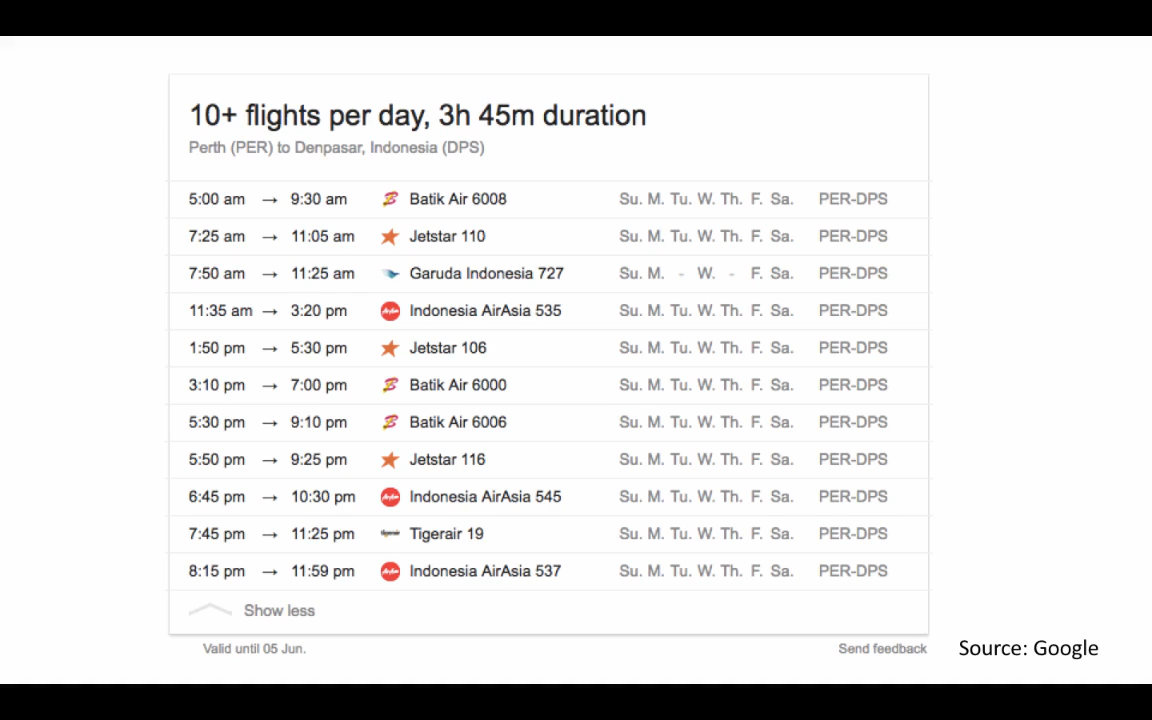 10+ flights per day, 3h 45m duration
Perth (PER) to Denpasar, Indonesia (DPS)
5:00 am → 9:30 am Batik Air 6008 Su. M. Tu. W. Th. F. Sa. PER-DPS
7:25 am → 11:05 am Jetstar 110 Su. M. Tu. W. Th. F. Sa. PER-DPS
7:50 am → 11:25 am Garuda Indonesia 727 Su. M. - W. - F. Sa. PER-DPS
11:35 am → 3:20 pm Indonesia AirAsia 535 Su. M. Tu. W. Th. F. Sa. PER-DPS
1:50 pm → 5:30 pm Jetstar 106 Su. M. Tu. W. Th. F. Sa. PER-DPS
3:10 pm → 7:00 pm Batik Air 6000 Su. M. Tu. W. Th. F. Sa. PER-DPS
5:30 pm → 9:10 pm Batik Air 6006 Su. M. Tu. W. Th. F. Sa. PER-DPS
5:50 pm → 9:25 pm Jetstar 116 Su. M. Tu. W. Th. F. Sa. PER-DPS
6:45 pm → 10:30 pm Indonesia AirAsia 545 Su. M. Tu. W. Th. F. Sa. PER-DPS
7:45 pm → 11:25 pm Tigerair 19 Su. M. Tu. W. Th. F. Sa. PER-DPS
8:15 pm → 11:59 pm Indonesia AirAsia 537 Su. M. Tu. W. Th. F. Sa. PER-DPS
Show less
Valid until 05 Jun. Send feedback
Source: Google